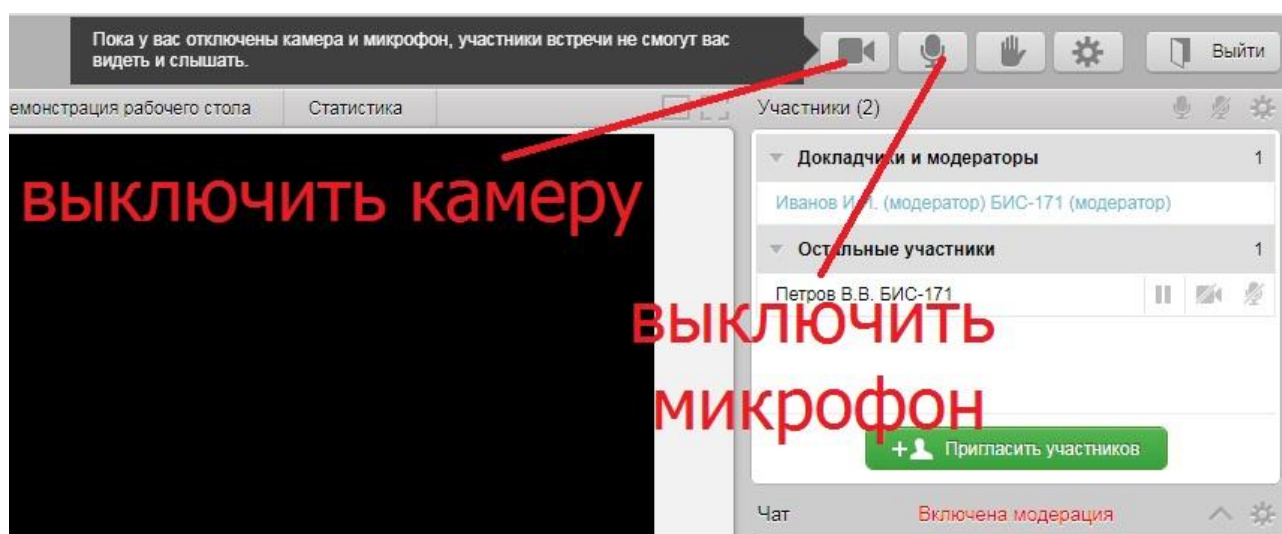 Пока у вас отключены камера и микрофон, участники встречи не смогут вас
видеть и слышать.
Выйти
емонстрация рабочего стола
Статистика
Участники (2)
Докладчики и модераторы 1
Иванов И.П. (модератор) БИС-171 (модератор)
Остальные участники 1
Петров В.В. БИС-171
выключить камеру
выключить
микрофон
Пригласить участников
Чат
Включена модерация